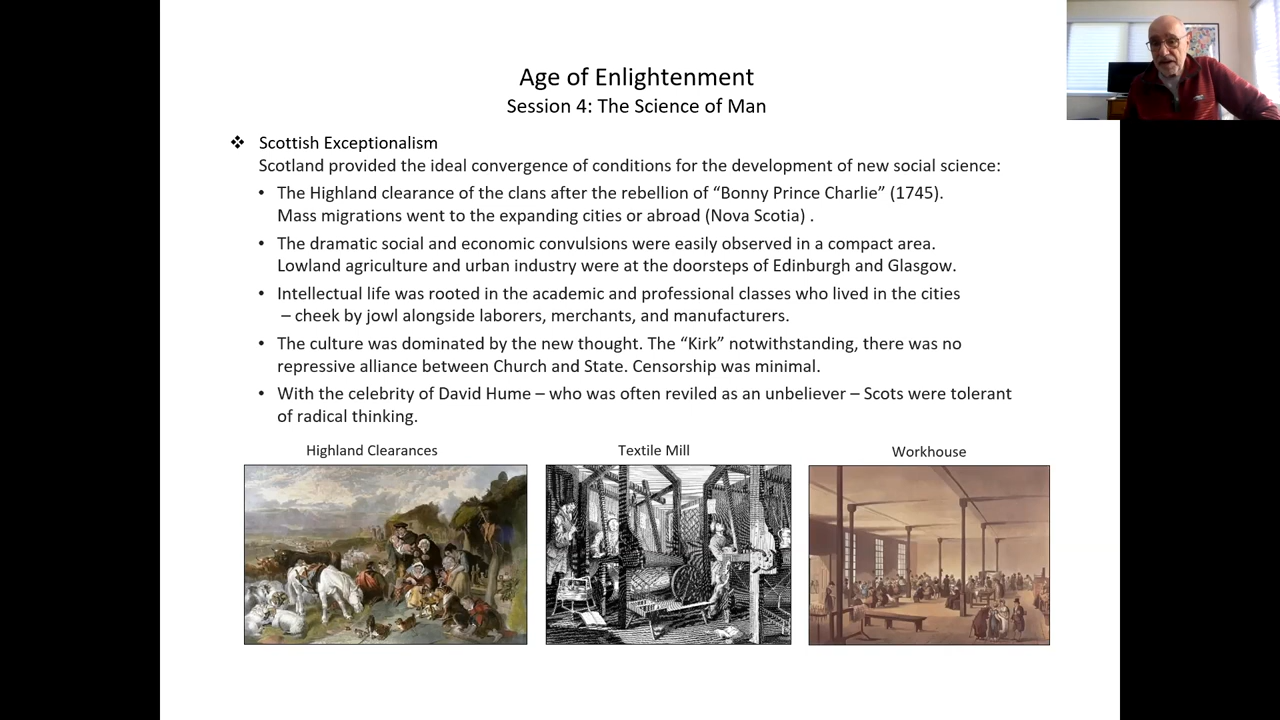 Age of Enlightenment
Session 4: The Science of Man
❖ Scottish Exceptionalism
Scotland provided the ideal convergence of conditions for the development of new social science:
• The Highland clearance of the clans after the rebellion of “Bonny Prince Charlie” (1745).
Mass migrations went to the expanding cities or abroad (Nova Scotia) .
• The dramatic social and economic convulsions were easily observed in a compact area.
Lowland agriculture and urban industry were at the doorsteps of Edinburgh and Glasgow.
• Intellectual life was rooted in the academic and professional classes who lived in the cities
– cheek by jowl alongside laborers, merchants, and manufacturers.
• The culture was dominated by the new thought. The “Kirk” notwithstanding, there was no
repressive alliance between Church and State. Censorship was minimal.
• With the celebrity of David Hume – who was often reviled as an unbeliever – Scots were tolerant
of radical thinking.
Highland Clearances
Textile Mill
Workhouse